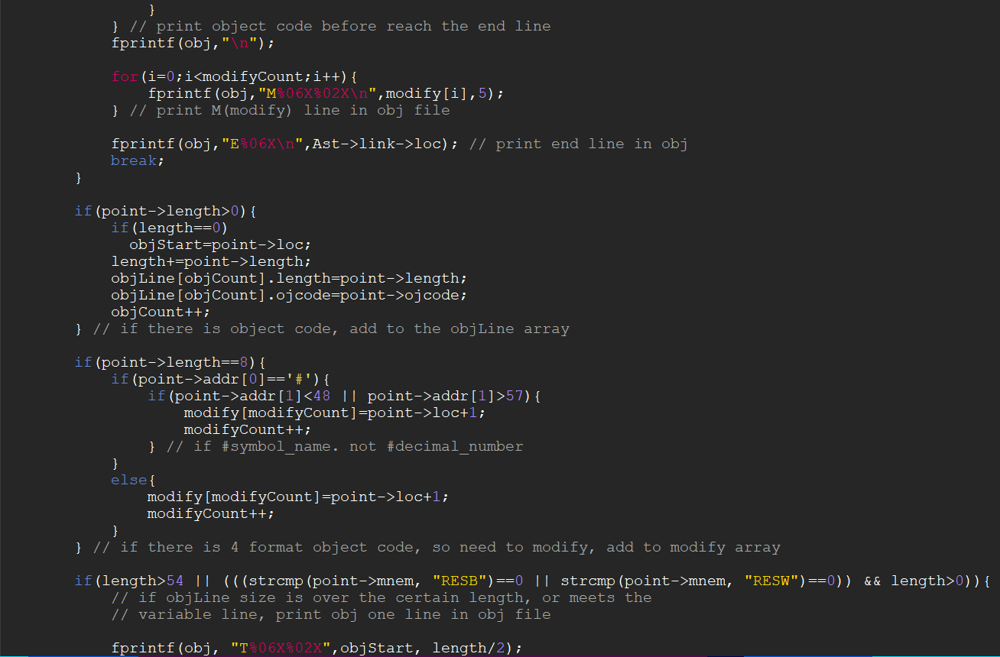 }
} // print object code before reach the end line
fprintf(obj,"\n");
for(i=0;i<modifyCount;i++){
fprintf(obj,"M%06X%02X\n",modify[i],5);
} // print M(modify) line in obj file
fprintf(obj,"E%06X\n",Ast->link->loc); // print end line in obj
break;
}
if(point->length>0){
if(length==0)
objStart=point->loc;
length+=point->length;
objLine[objCount].length=point->length;
objLine[objCount].ojcode=point->ojcode;
objCount++;
} // if there is object code, add to the objLine array
if(point->length==8){
if(point->addr[0]=='#'){
if(point->addr[1]<48 || point->addr[1]>57){
modify[modifyCount]=point->loc+1;
modifyCount++;
} // if #symbol_name. not #decimal_number
}
else{
modify[modifyCount]=point->loc+1;
modifyCount++;
}
} // if there is 4 format object code, so need to modify, add to modify array
if(length>54 || (((strcmp(point->mnem, "RESB")==0 || strcmp(point->mnem, "RESW")==0)) && length>0)){
// if objLine size is over the certain length, or meets the
// variable line, print obj one line in obj file
fprintf(obj, "T%06X%02X",objStart, length/2);